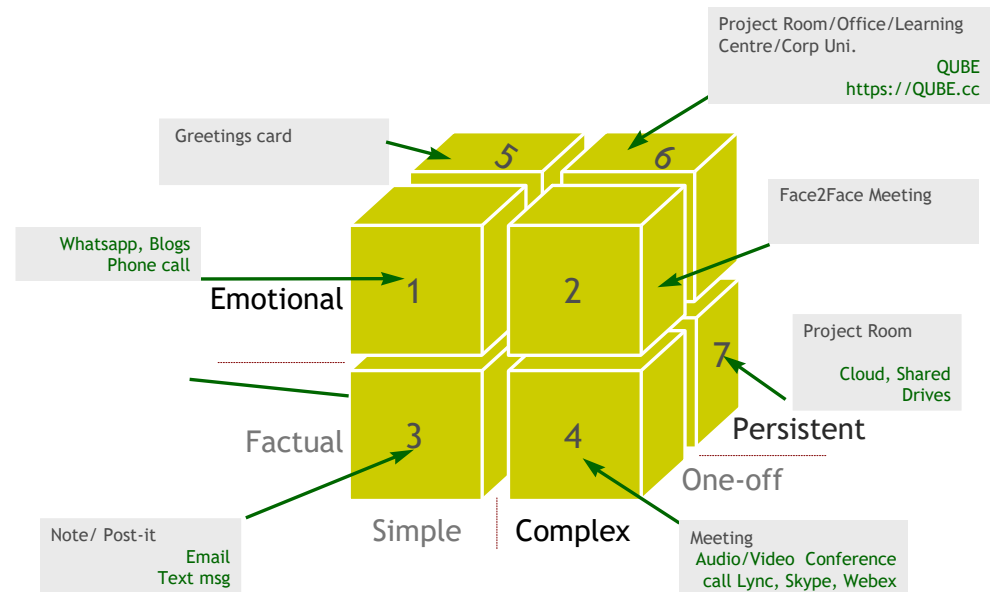 Project Room/Office/Learning
Centre/Corp Uni.
QUBE
https://QUBE.cc
Greetings card
5
6
Face2Face Meeting
Whatsapp, Blogs
Phone call
Emotional
1
2
Project Room
Cloud, Shared
Drives
7
Persistent
Factual
3
4
One-off
Simple
Complex
Note/ Post-it
Email
Text msg
Meeting
Audio/Video Conference
call Lync, Skype, Webex